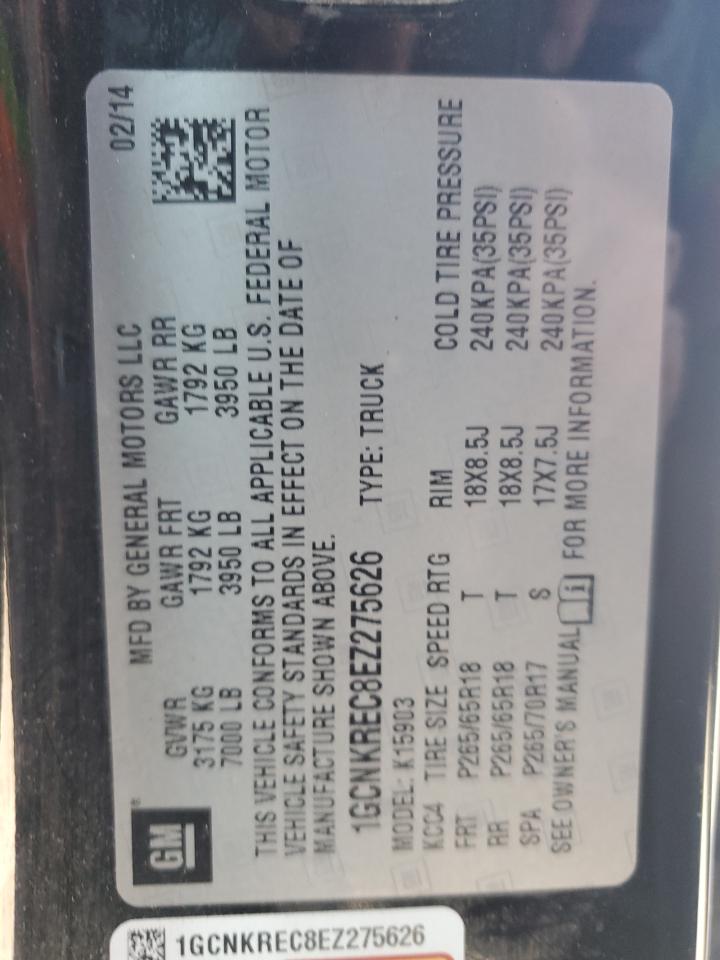 GM
MFD BY GENERAL MOTORS LLC 02/14
GVWR GAWR FRT GAWR RR
3175 KG 1792 KG 1792 KG
7000 LB 3950 LB 3950 LB
THIS VEHICLE CONFORMS TO ALL APPLICABLE U.S. FEDERAL MOTOR
VEHICLE SAFETY STANDARDS IN EFFECT ON THE DATE OF
MANUFACTURE SHOWN ABOVE.
1GCNKREC8EZ275626 TYPE: TRUCK
MODEL: K15903
KCC4 TIRE SIZE SPEED RTG RIM COLD TIRE PRESSURE
FRT P265/65R18 T 18X8.5J 240KPA(35PSI)
RR P265/65R18 T 18X8.5J 240KPA(35PSI)
SPA P265/70R17 S 17X7.5J 240KPA(35PSI)
SEE OWNER'S MANUAL FOR MORE INFORMATION.
1GCNKREC8EZ275626